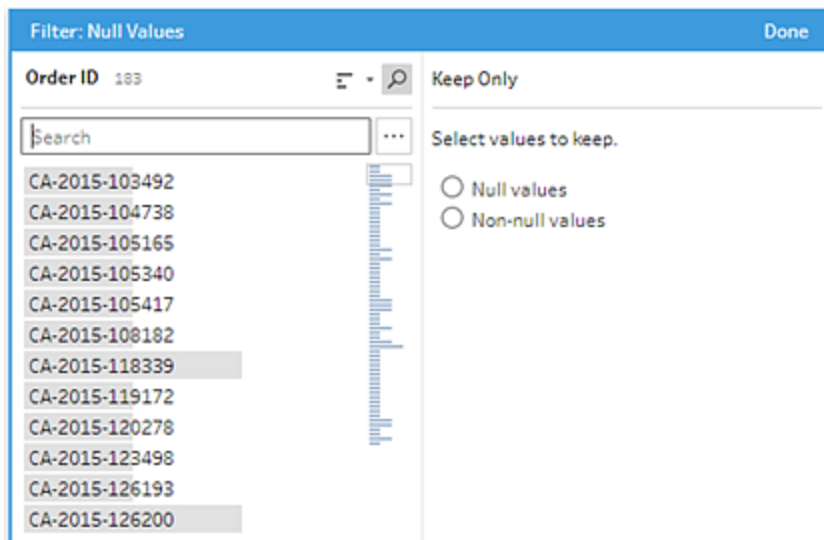 Filter: Null Values Done
Order ID 183
Search
CA-2015-103492
CA-2015-104738
CA-2015-105165
CA-2015-105340
CA-2015-105417
CA-2015-108182
CA-2015-118339
CA-2015-119172
CA-2015-120278
CA-2015-123498
CA-2015-126193
CA-2015-126200
Keep Only
Select values to keep.
Null values
Non-null values